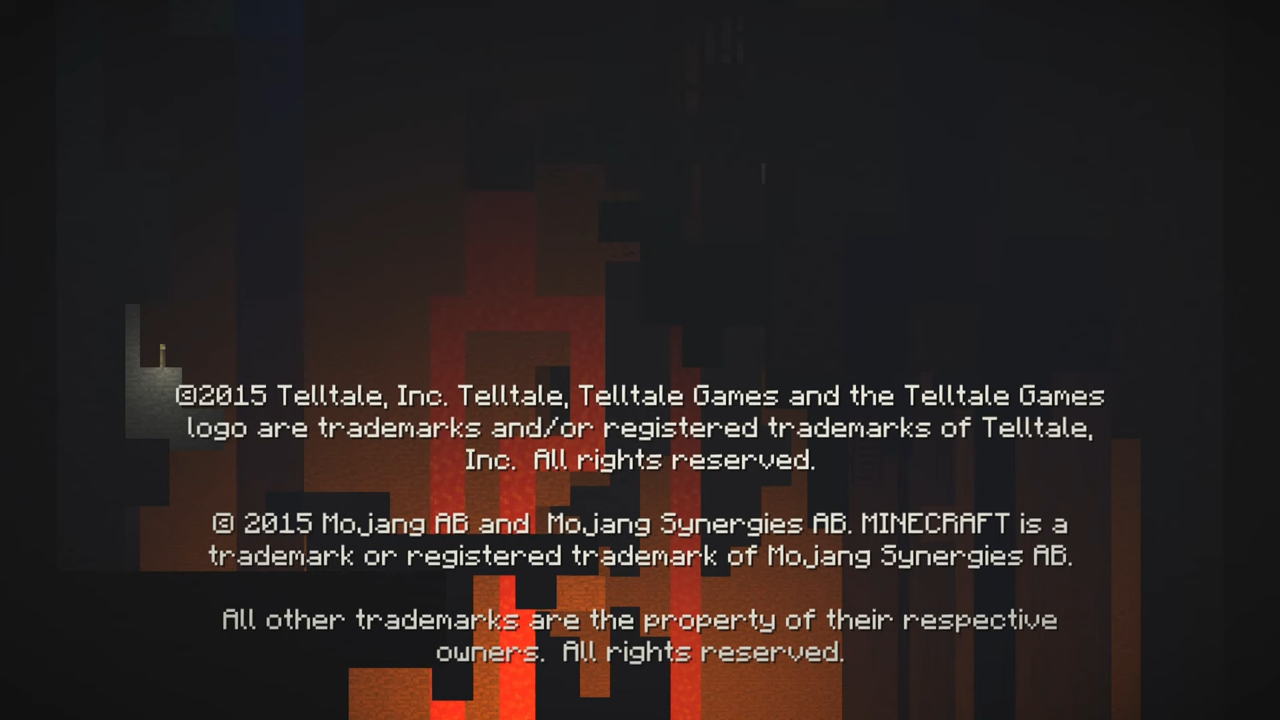 ©2015 Telltale, Inc. Telltale, Telltale Games and the Telltale Games
logo are trademarks and/or registered trademarks of Telltale,
Inc.  All rights reserved.
© 2015 Mojang AB and  Mojang Synergies AB. MINECRAFT is a
trademark or registered trademark of Mojang Synergies AB.
All other trademarks are the property of their respective
owners.  All rights reserved.